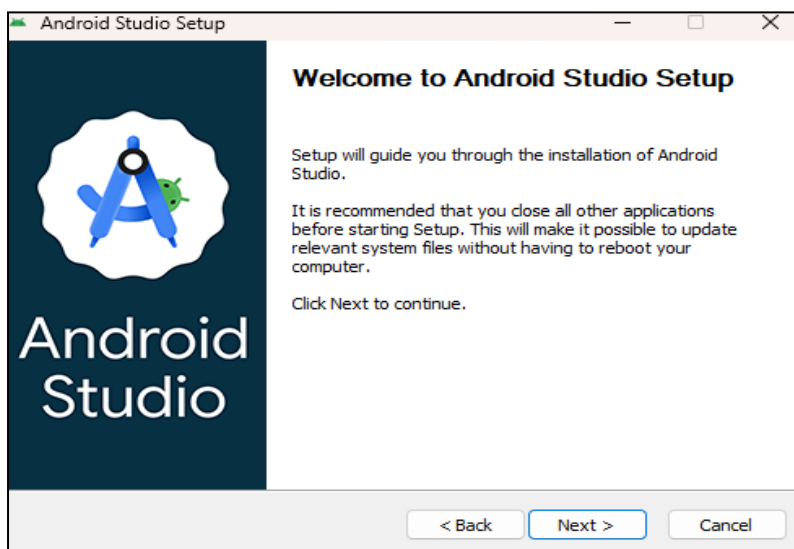 Android Studio Setup
Welcome to Android Studio Setup
Setup will guide you through the installation of Android
Studio.
It is recommended that you close all other applications
before starting Setup. This will make it possible to update
relevant system files without having to reboot your
computer.
Click Next to continue.
Android
Studio
< Back
Next >
Cancel